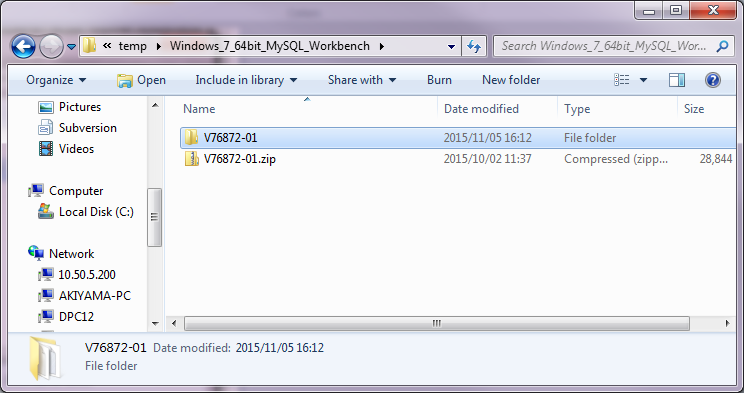 « temp ▸ Windows_7_64bit_MySQL_Workbench ▸ Search Windows_7_64bit_MySQL_Wor...
Organize ▾ Open Include in library ▾ Share with ▾ Burn New folder
Name Date modified Type Size
Pictures
Subversion
Videos
Computer
Local Disk (C:)
Network
10.50.5.200
AKIYAMA-PC
DPC12
V76872-01 2015/11/05 16:12 File folder
V76872-01.zip 2015/10/02 11:37 Compressed (zipp... 28,844
V76872-01 Date modified: 2015/11/05 16:12
File folder